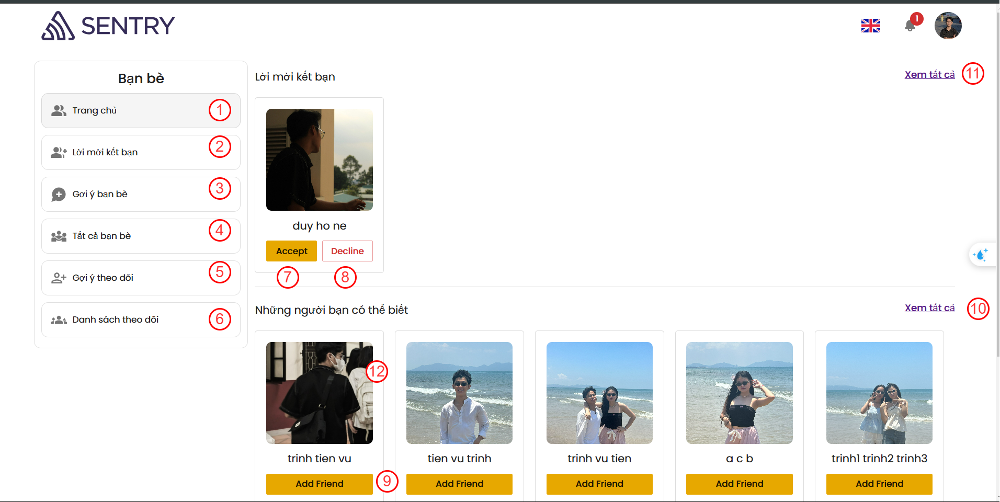 SENTRY
1
Bạn bè
Trang chủ
1
Lời mời kết bạn
2
Gợi ý bạn bè
3
Tất cả bạn bè
4
Gợi ý theo dõi
5
Danh sách theo dõi
6
Lời mời kết bạn
Xem tất cả
11
duy ho ne
Accept
Decline
7
8
Những người bạn có thể biết
Xem tất cả
10
12
trinh tien vu
tien vu trinh
trinh vu tien
a c b
trinh1 trinh2 trinh3
Add Friend
9
Add Friend
Add Friend
Add Friend
Add Friend